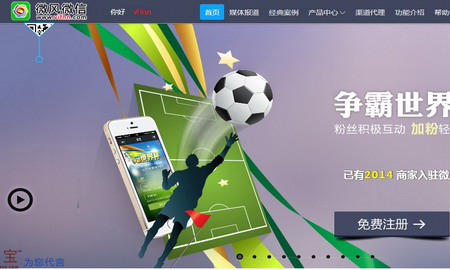 微风微信
www.vifnn.com
你好 vifnn
首页 媒体报道 经典案例 产品中心 渠道代理 功能介绍 帮助
争霸世界
粉丝积极互动 加粉轻
已有2014 商家入驻微
免费注册→
宝
为您代言